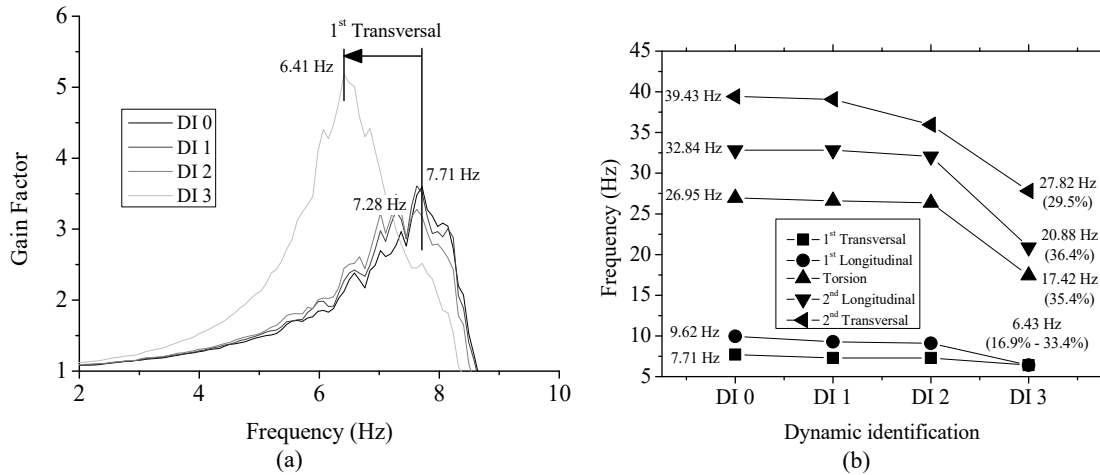 6
5
4
3
2
1
Gain Factor
1st Transversal
6.41 Hz
7.28 Hz
7.71 Hz
DI 0
DI 1
DI 2
DI 3
2
4
6
8
10
Frequency (Hz)
(a)
45
40
35
30
25
20
15
10
5
Frequency (Hz)
39.43 Hz
32.84 Hz
26.95 Hz
9.62 Hz
7.71 Hz
1st Transversal
1st Longitudinal
Torsion
2nd Longitudinal
2nd Transversal
27.82 Hz
(29.5%)
20.88 Hz
(36.4%)
17.42 Hz
(35.4%)
6.43 Hz
(16.9% - 33.4%)
DI 0
DI 1
DI 2
DI 3
Dynamic identification
(b)